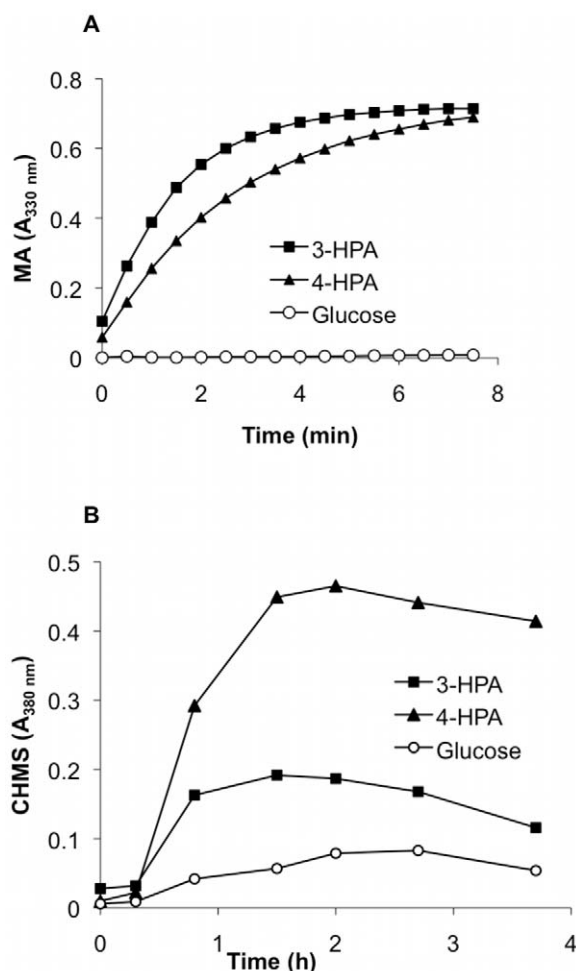 A
MA (A330 nm)
0.8
0.6
0.4
0.2
0
3-HPA
4-HPA
Glucose
0 2 4 6 8
Time (min)
B
CHMS (A380 nm)
0.5
0.4
0.3
0.2
0.1
0
3-HPA
4-HPA
Glucose
0 1 2 3 4
Time (h)